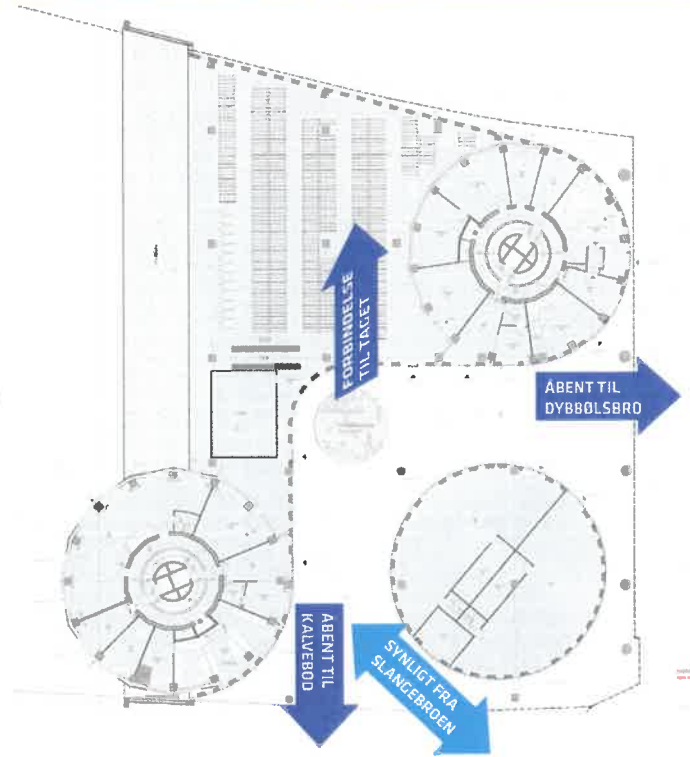 FORBINDELSE
TIL TAGET
ÅBENT TIL
DYBBØLSBRO
ÅBENT TIL
KALVEBOD
SYNLIGT FRA
SLANGEBROEN